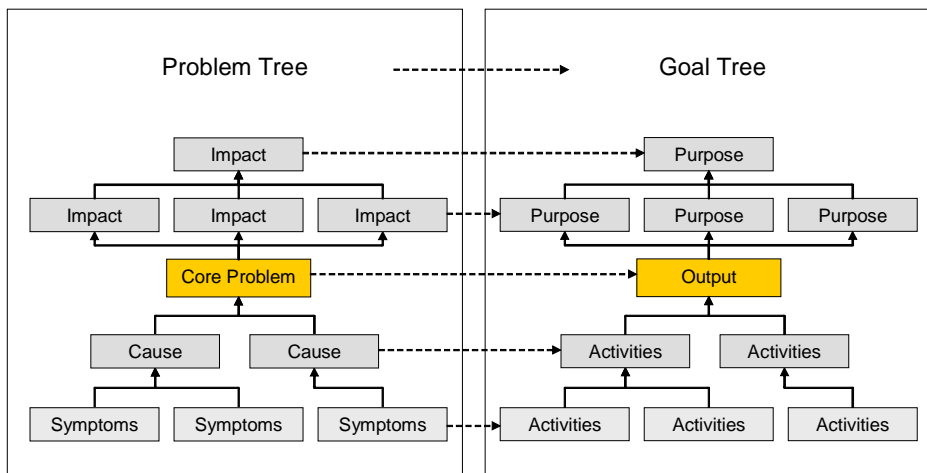 Problem Tree
Goal Tree
Impact
Purpose
Impact
Impact
Impact
Purpose
Purpose
Purpose
Core Problem
Output
Cause
Cause
Activities
Activities
Symptoms
Symptoms
Symptoms
Activities
Activities
Activities